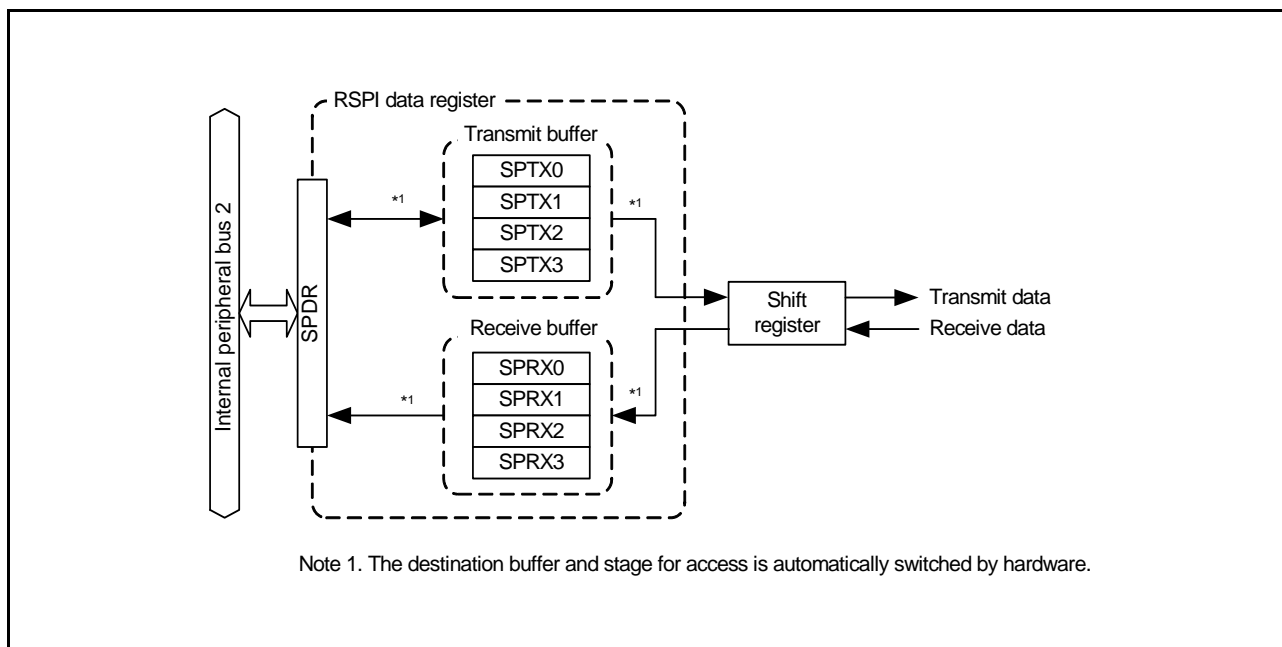 RSPI data register
Transmit buffer
SPTX0
SPTX1
SPTX2
SPTX3
*1
*1
Internal peripheral bus 2
SPDR
Shift
register
Transmit data
Receive data
Receive buffer
SPRX0
SPRX1
SPRX2
SPRX3
*1
*1
Note 1. The destination buffer and stage for access is automatically switched by hardware.